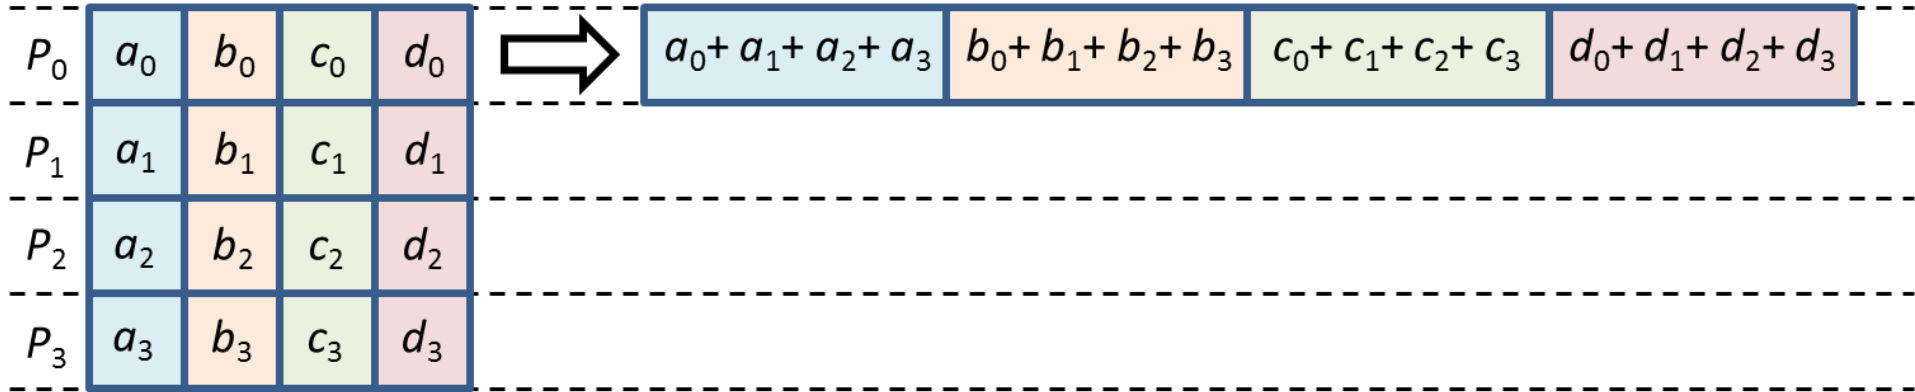 P₀ a₀ b₀ c₀ d₀ a₀+ a₁+ a₂+ a₃ b₀+ b₁+ b₂+ b₃ c₀+ c₁+ c₂+ c₃ d₀+ d₁+ d₂+ d₃
P₁ a₁ b₁ c₁ d₁
P₂ a₂ b₂ c₂ d₂
P₃ a₃ b₃ c₃ d₃